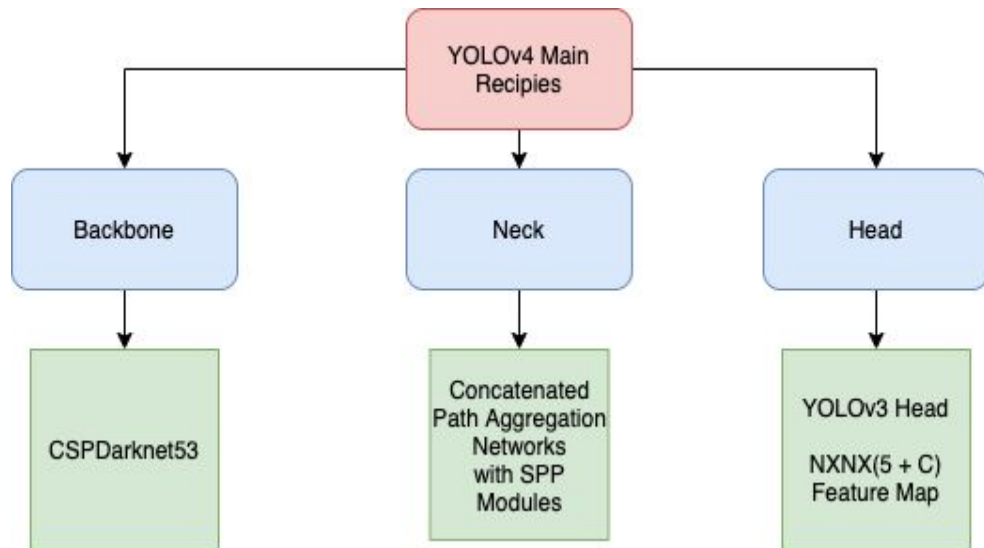 YOLOv4 Main
Recipies
Backbone
Neck
Head
CSPDarknet53
Concatenated
Path Aggregation
Networks
with SPP
Modules
YOLOv3 Head
NXNX(5 + C)
Feature Map